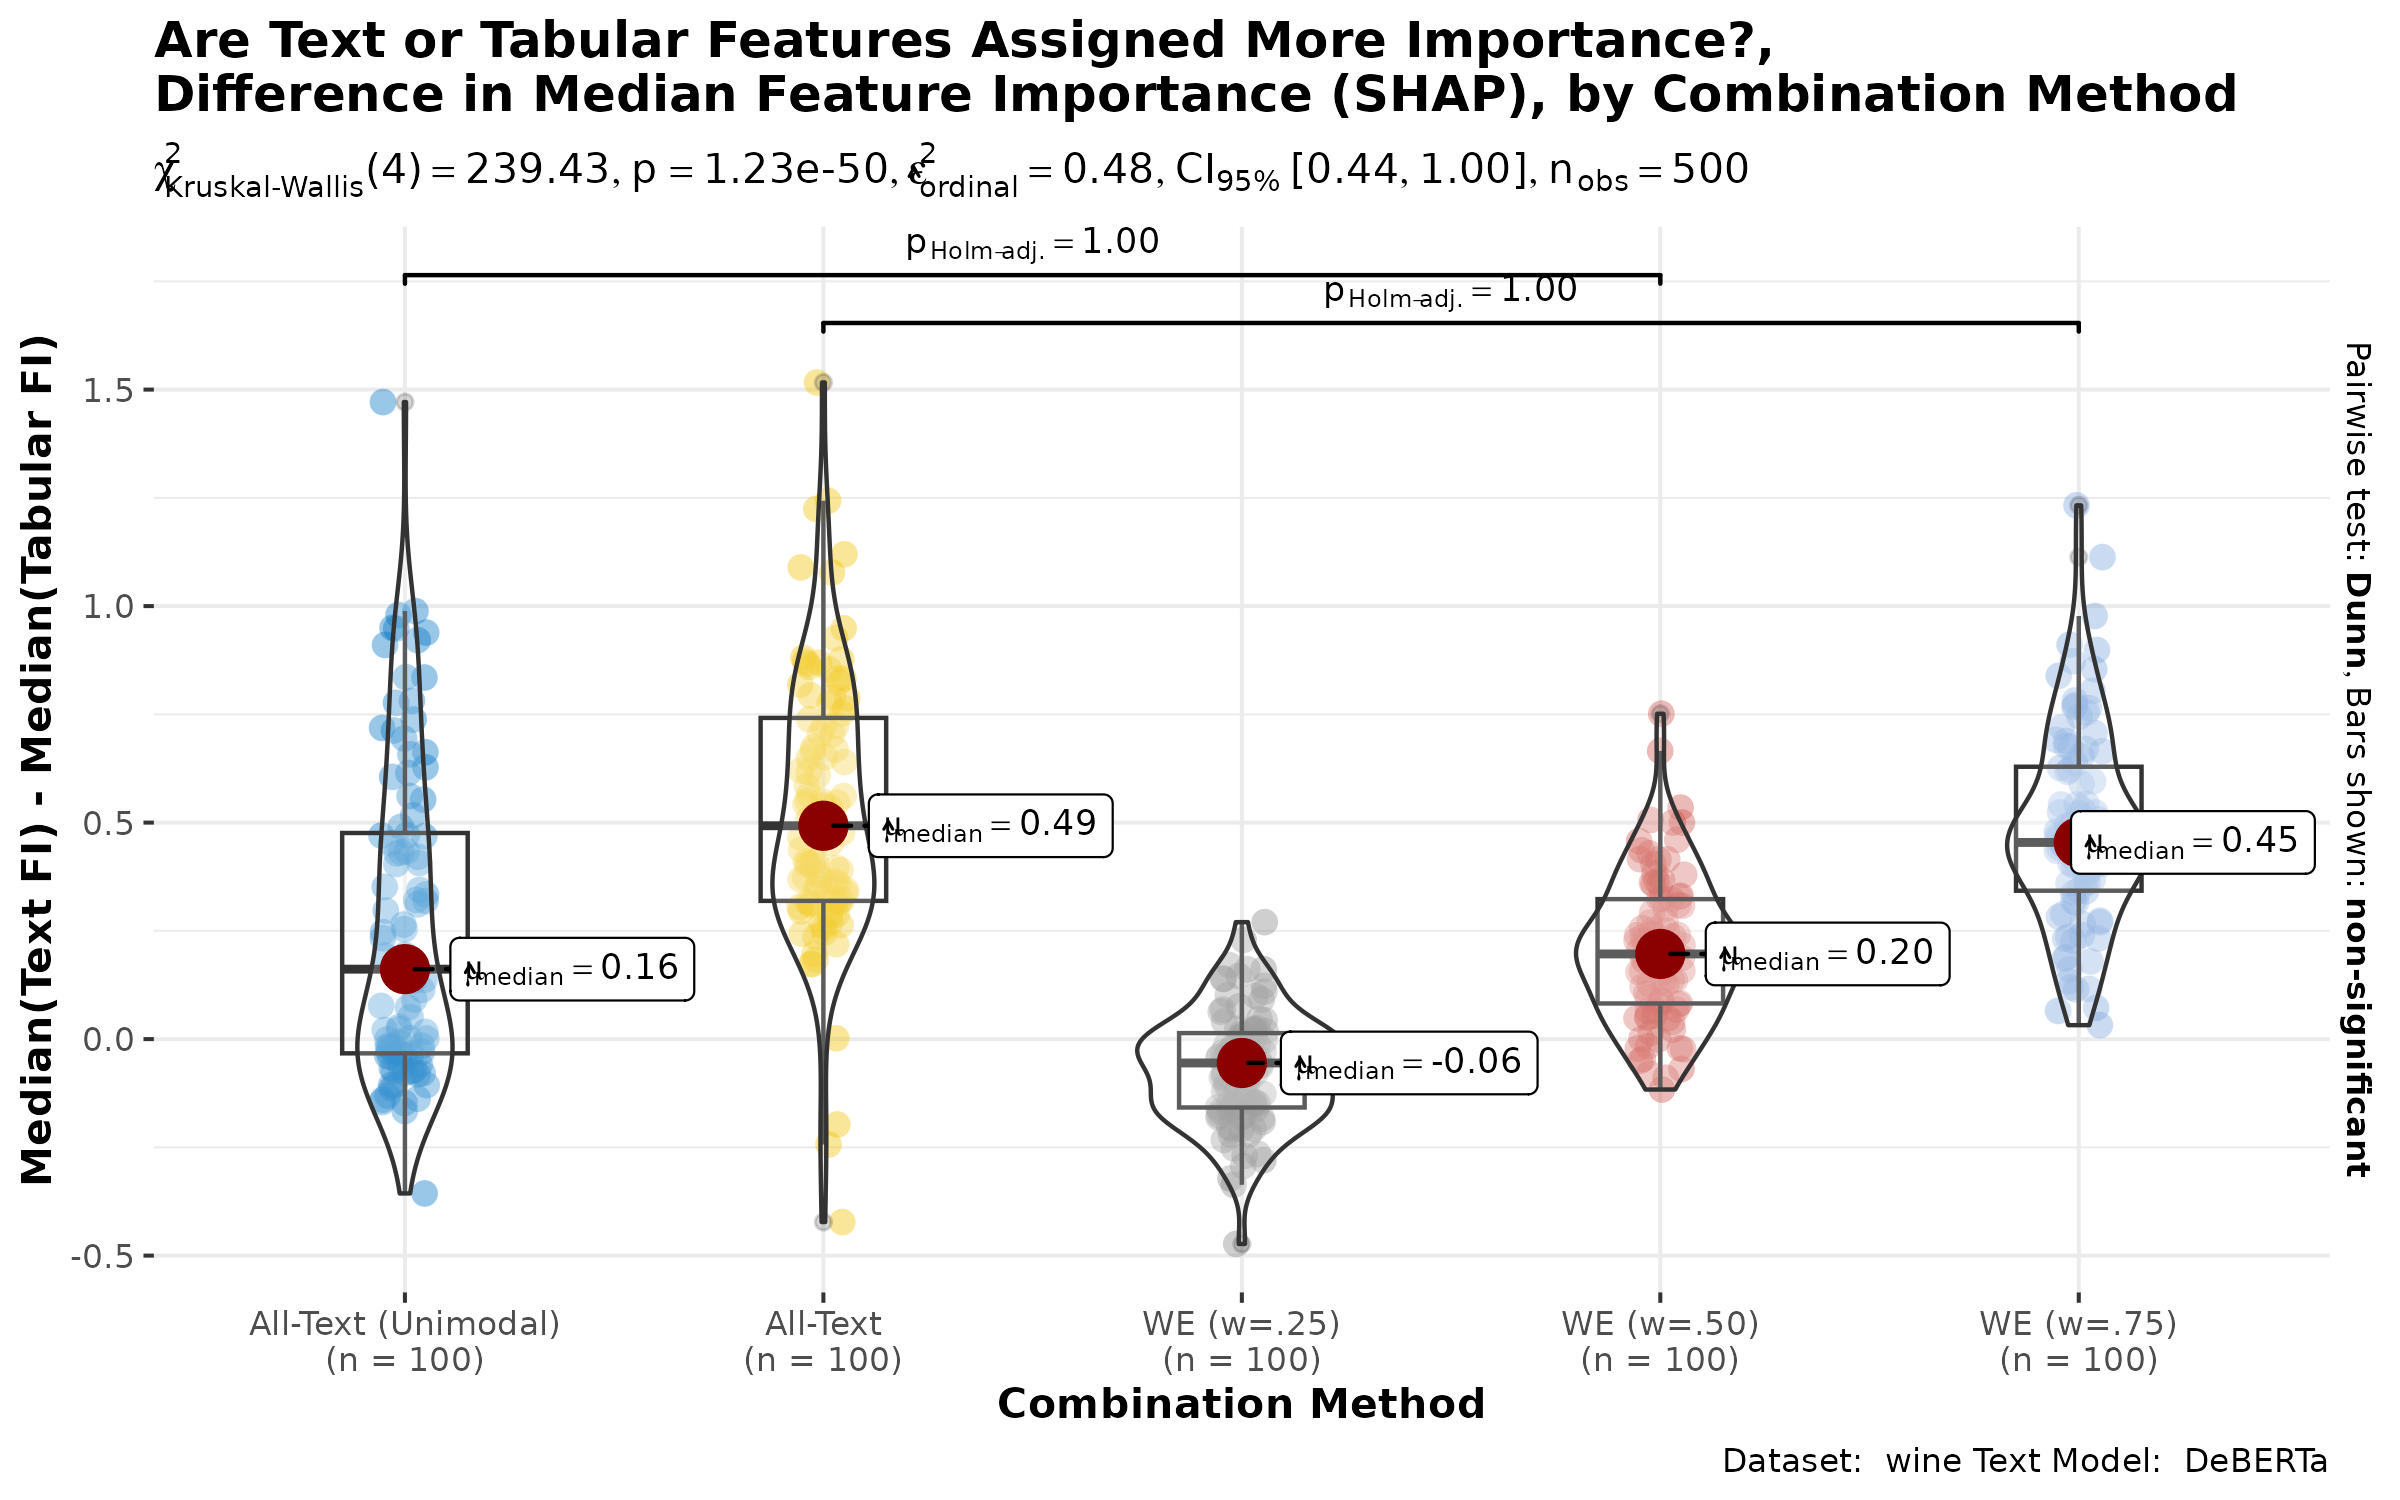 Are Text or Tabular Features Assigned More Importance?,
Difference in Median Feature Importance (SHAP), by Combination Method
χ²Kruskal-Wallis(4) = 239.43, p = 1.23e-50, ε̂²ordinal = 0.48, CI95% [0.44, 1.00], nobs = 500
pHolm-adj. = 1.00
pHolm-adj. = 1.00
Median(Text FI) - Median(Tabular FI)
1.5
1.0
0.5
0.0
-0.5
μ̂median = 0.16
μ̂median = 0.49
μ̂median = -0.06
μ̂median = 0.20
μ̂median = 0.45
Pairwise test: Dunn, Bars shown: non-significant
All-Text (Unimodal)
(n = 100)
All-Text
(n = 100)
WE (w=.25)
(n = 100)
WE (w=.50)
(n = 100)
WE (w=.75)
(n = 100)
Combination Method
Dataset:  wine Text Model:  DeBERTa